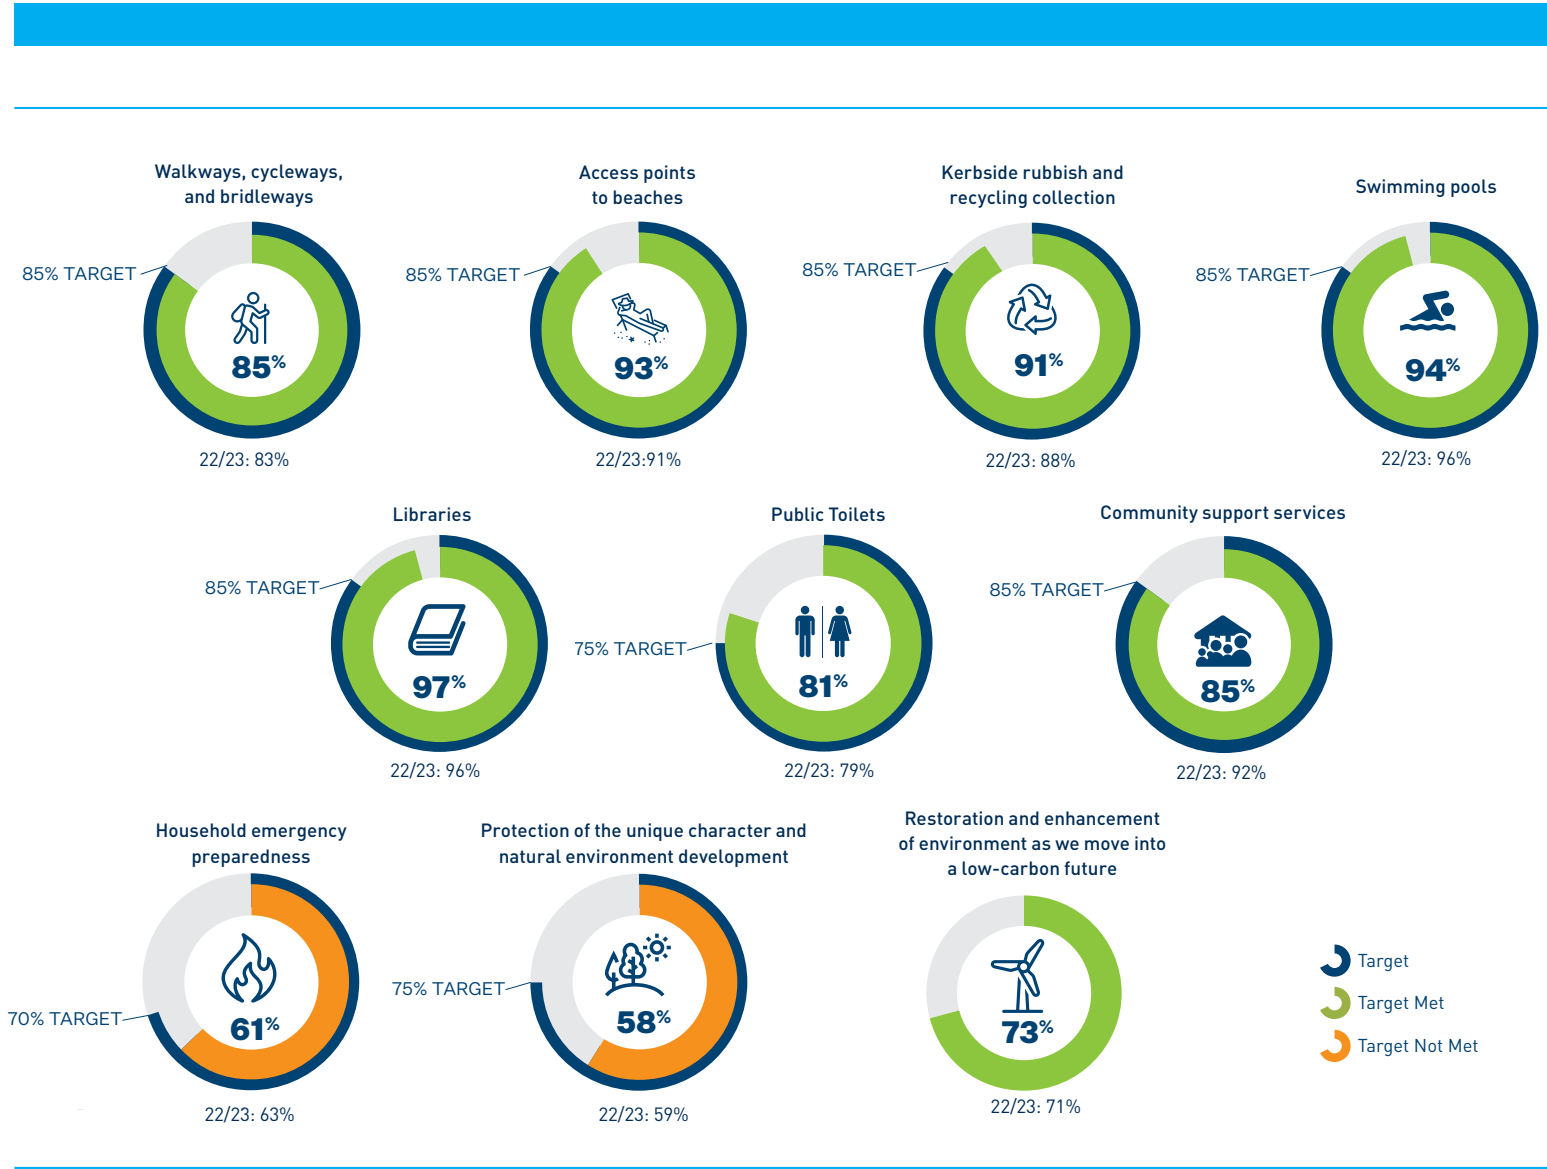 Walkways, cycleways,
and bridleways
85% TARGET
85%
22/23: 83%
Access points
to beaches
85% TARGET
93%
22/23:91%
Kerbside rubbish and
recycling collection
85% TARGET
91%
22/23: 88%
Swimming pools
85% TARGET
94%
22/23: 96%
Libraries
85% TARGET
97%
22/23: 96%
Public Toilets
75% TARGET
81%
22/23: 79%
Community support services
85% TARGET
85%
22/23: 92%
Household emergency
preparedness
70% TARGET
61%
22/23: 63%
Protection of the unique character and
natural environment development
75% TARGET
58%
22/23: 59%
Restoration and enhancement
of environment as we move into
a low-carbon future
73%
22/23: 71%
Target
Target Met
Target Not Met